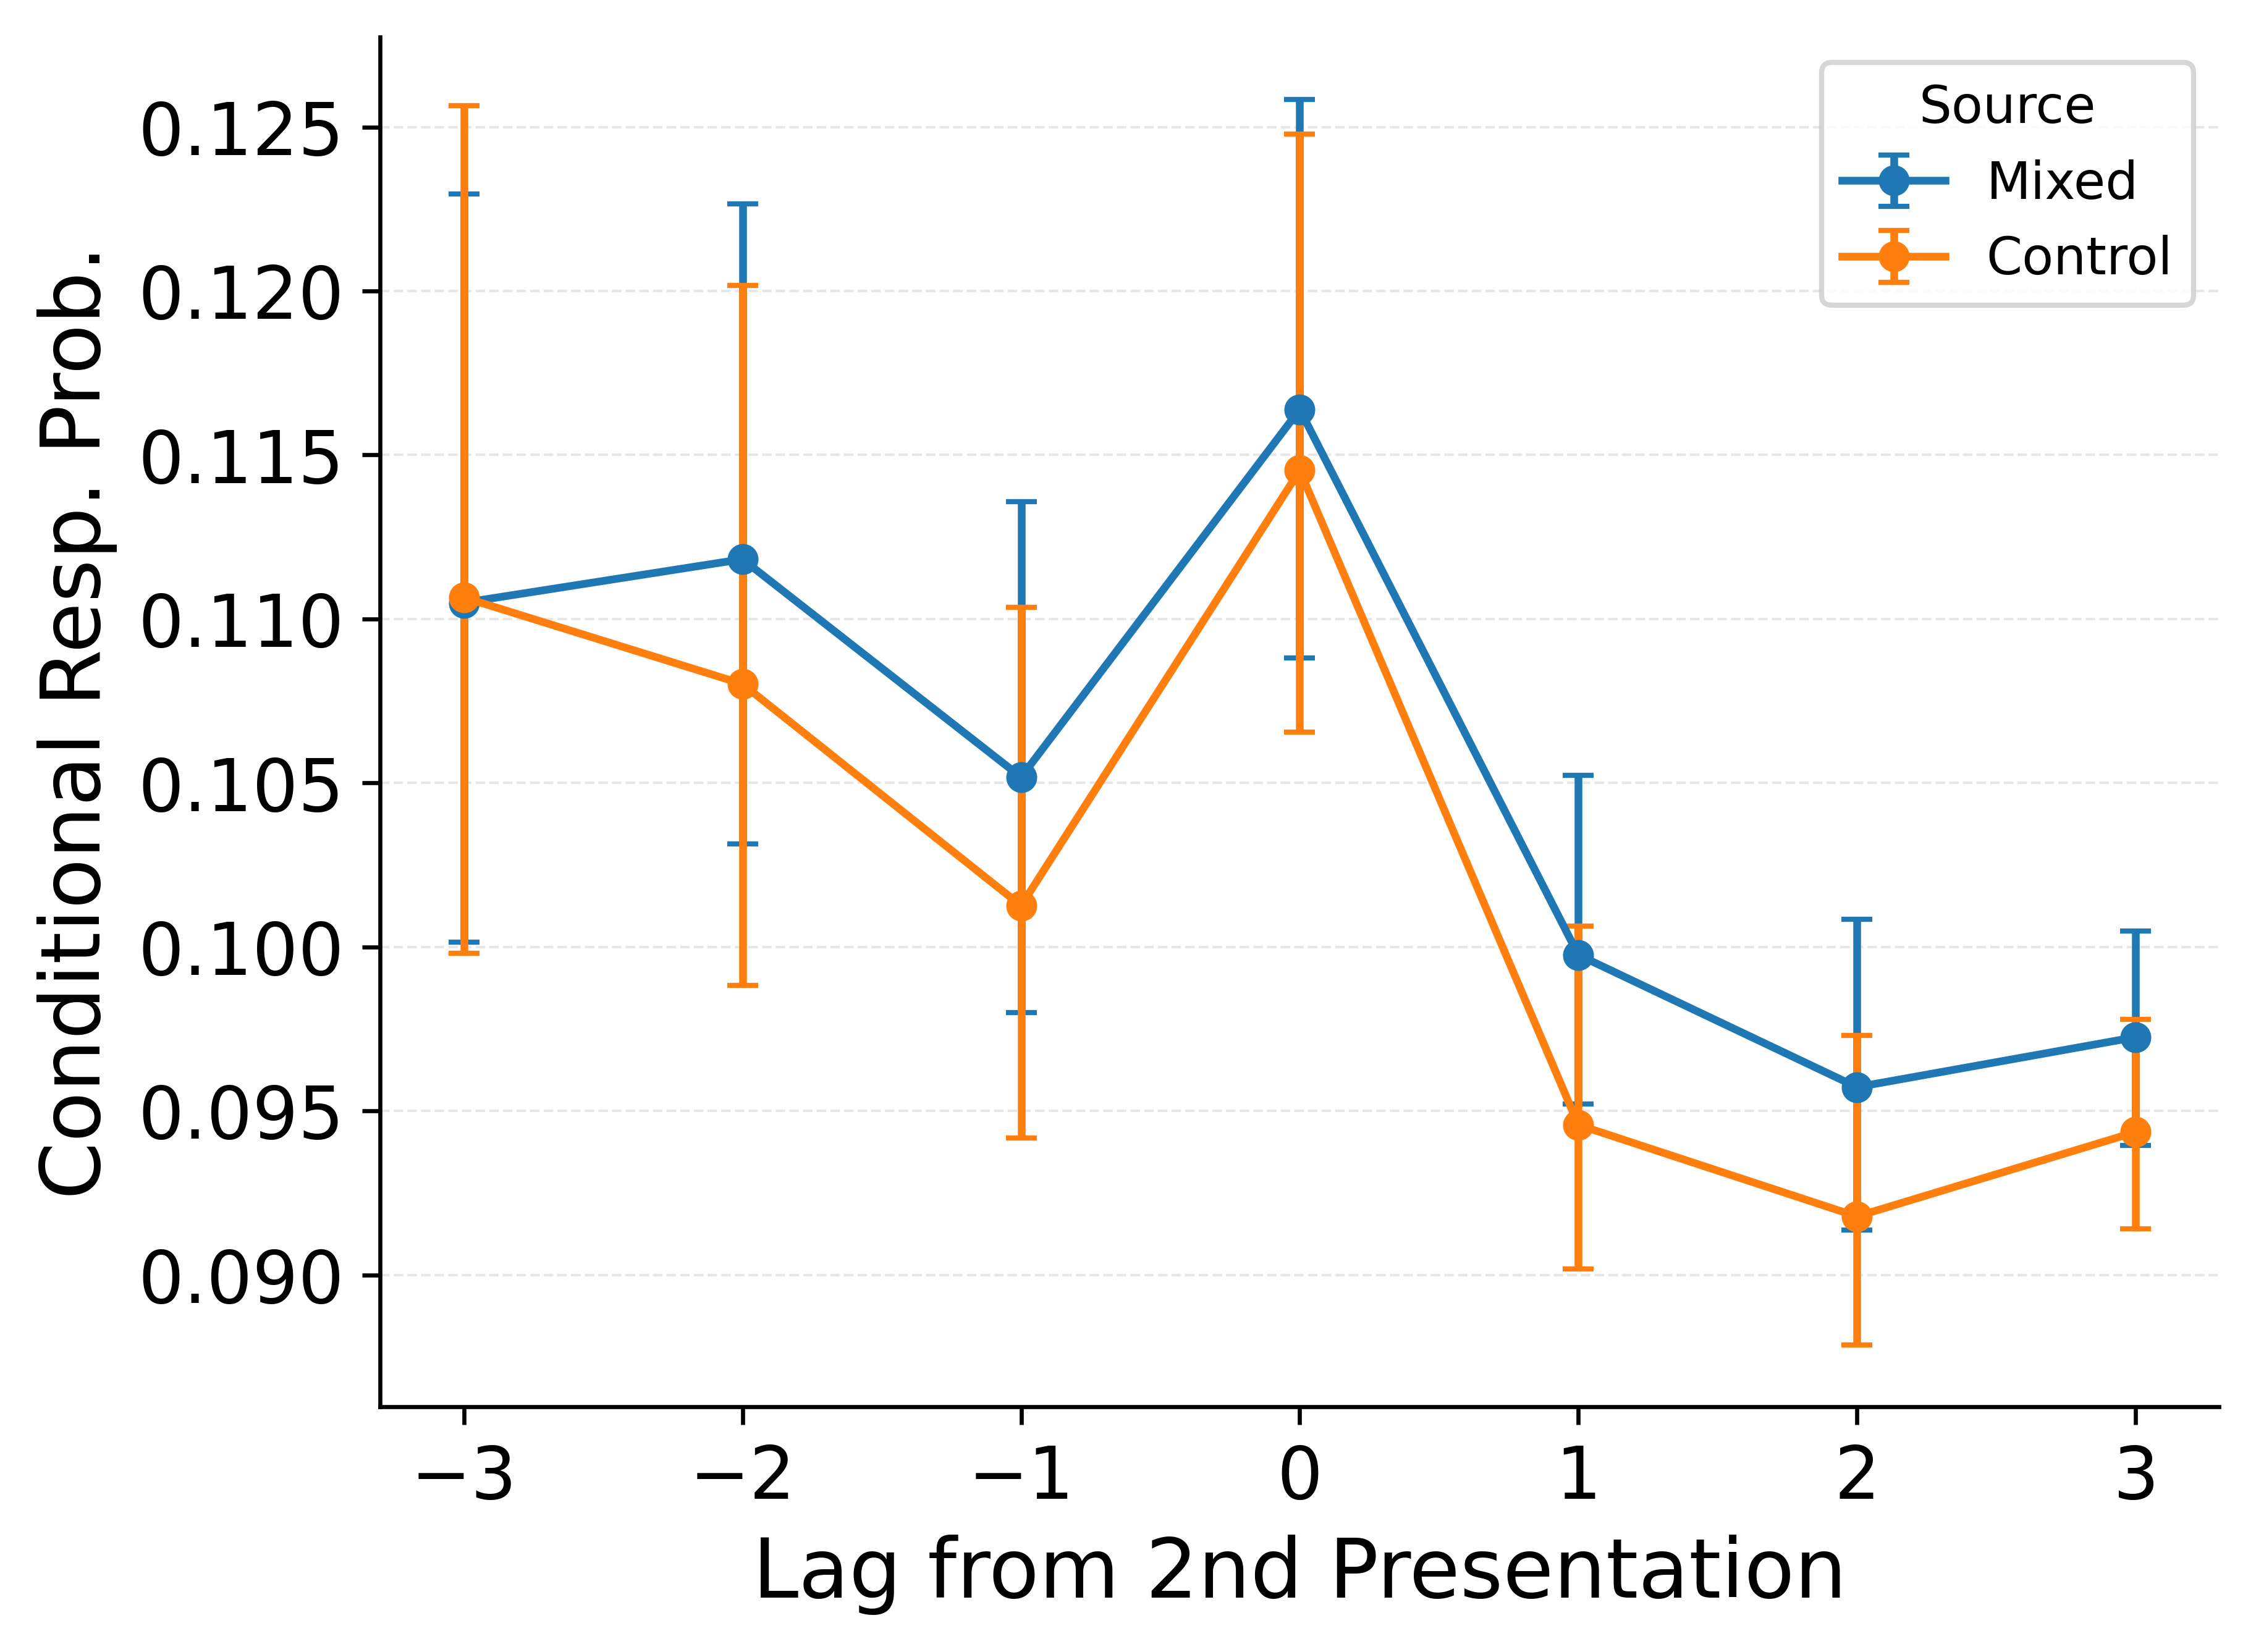 Source
Mixed
Control
Conditional Resp. Prob.
0.125
0.120
0.115
0.110
0.105
0.100
0.095
0.090
−3 −2 −1 0 1 2 3
Lag from 2nd Presentation